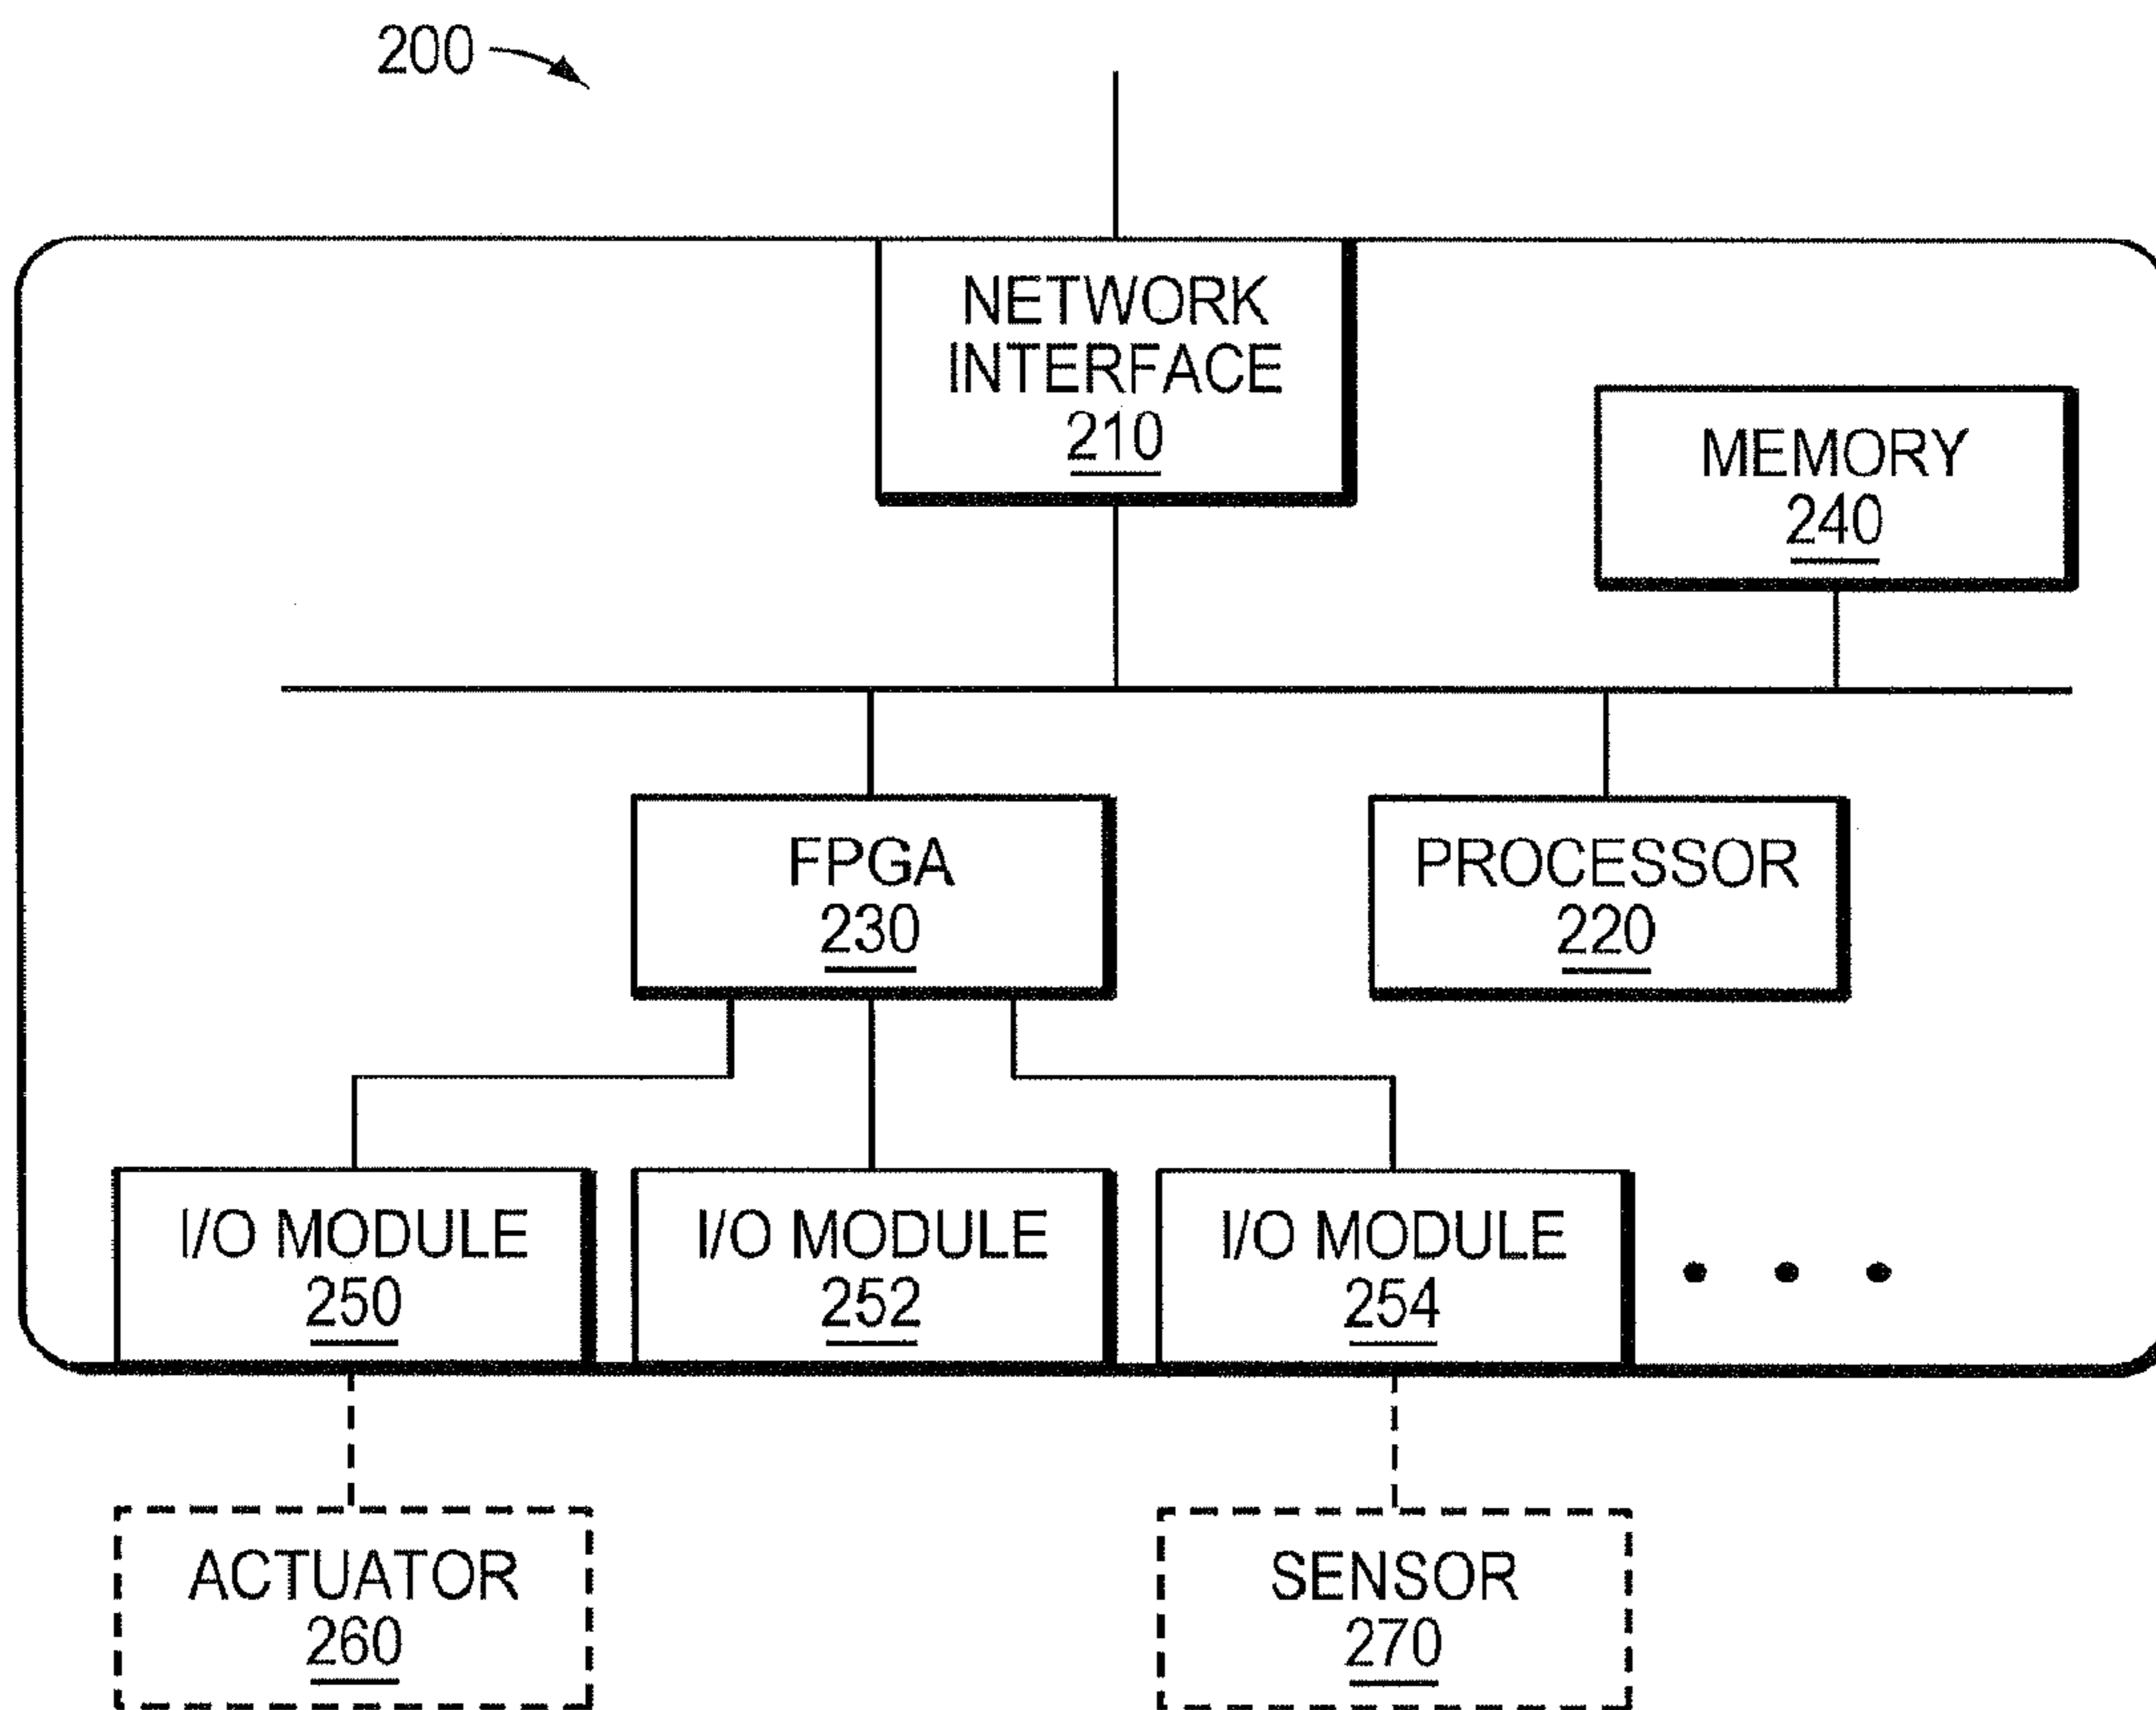 200
NETWORK
INTERFACE
210
MEMORY
240
FPGA
230
PROCESSOR
220
I/O MODULE
250
I/O MODULE
252
I/O MODULE
254
ACTUATOR
260
SENSOR
270